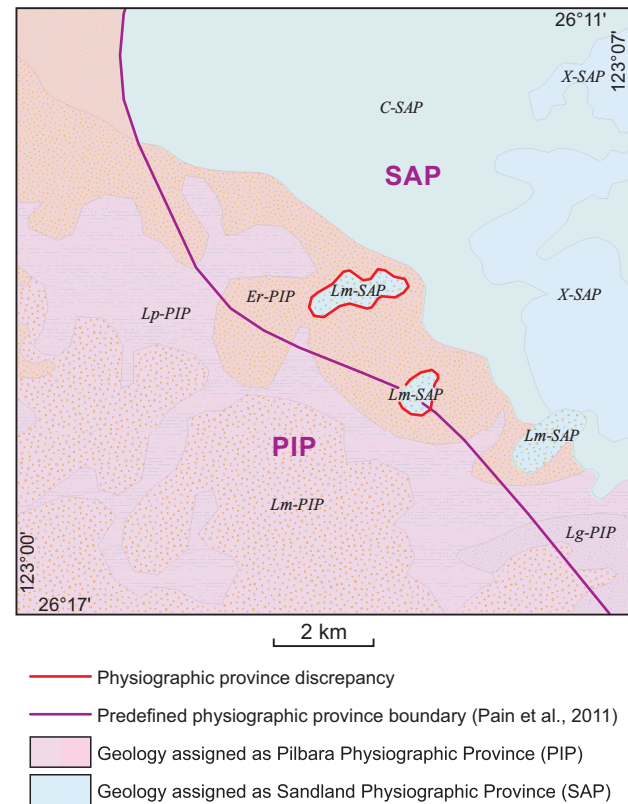 26°11'
123°07'
X-SAP
C-SAP
SAP
Lm-SAP
Er-PIP
X-SAP
Lp-PIP
Lm-SAP
Lm-SAP
PIP
Lm-PIP
Lg-PIP
123°00'
26°17'
2 km
Physiographic province discrepancy
Predefined physiographic province boundary (Pain et al., 2011)
Geology assigned as Pilbara Physiographic Province (PIP)
Geology assigned as Sandland Physiographic Province (SAP)